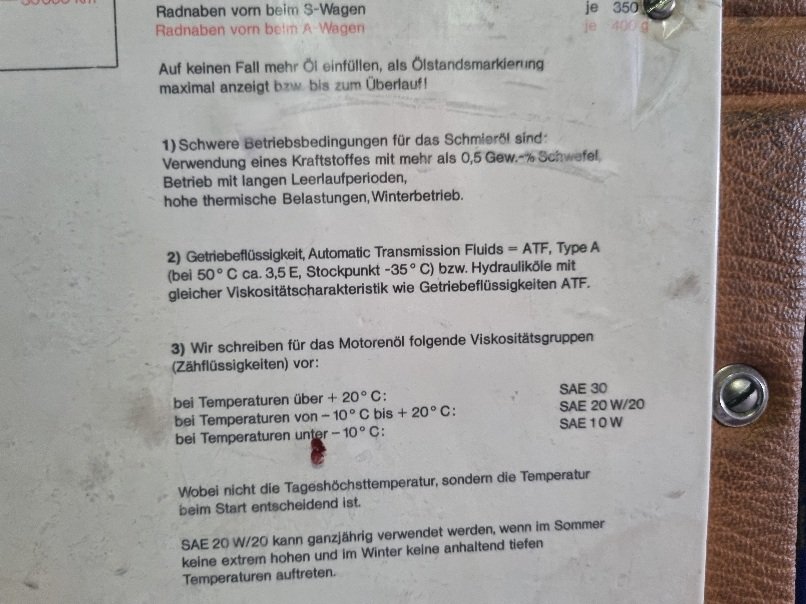 Radnaben vorn beim S-Wagen je 350
Radnaben vorn beim A-Wagen je 400 g
Auf keinen Fall mehr Öl einfüllen, als Ölstandsmarkierung
maximal anzeigt bzw. bis zum Überlauf!
1) Schwere Betriebsbedingungen für das Schmieröl sind:
Verwendung eines Kraftstoffes mit mehr als 0,5 Gew.-% Schwefel,
Betrieb mit langen Leerlaufperioden,
hohe thermische Belastungen, Winterbetrieb.
2) Getriebeflüssigkeit, Automatic Transmission Fluids = ATF, Type A
(bei 50° C ca. 3,5 E, Stockpunkt -35° C) bzw. Hydrauliköle mit
gleicher Viskositätscharakteristik wie Getriebeflüssigkeiten ATF.
3) Wir schreiben für das Motorenöl folgende Viskositätsgruppen
(Zähflüssigkeiten) vor:
bei Temperaturen über + 20° C: SAE 30
bei Temperaturen von – 10° C bis + 20° C: SAE 20 W/20
bei Temperaturen unter – 10° C: SAE 10 W
Wobei nicht die Tageshöchsttemperatur, sondern die Temperatur
beim Start entscheidend ist.
SAE 20 W/20 kann ganzjährig verwendet werden, wenn im Sommer
keine extrem hohen und im Winter keine anhaltend tiefen
Temperaturen auftreten.